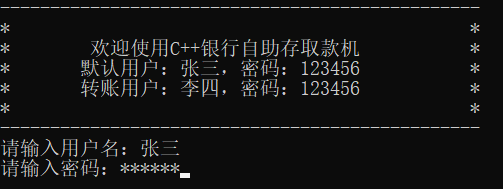 ------------------------------------------------
* *
* 欢迎使用C++银行自助存取款机 *
* 默认用户：张三，密码：123456 *
* 转账用户：李四，密码：123456 *
* *
------------------------------------------------
请输入用户名：张三
请输入密码：******